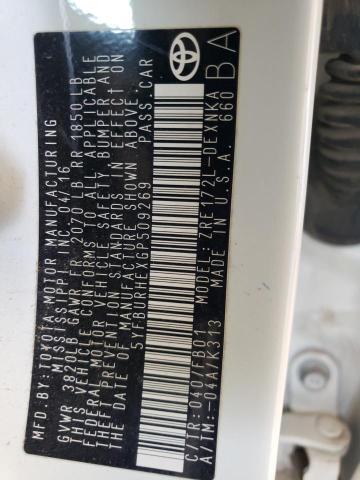 MFD.BY: TOYOTA MOTOR MANUFACTURING
MISSISSIPPI, INC. 04/16
GVWR 3820LB GAWR FR 2070 LB RR 1850LB
THIS VEHICLE CONFORMS TO ALL APPLICABLE
FEDERAL MOTOR VEHICLE SAFETY, BUMPER AND
THEFT PREVENTION STANDARDS IN EFFECT ON
THE DATE OF MANUFACTURE SHOWN ABOVE.
5YFBURHE7GP509269 PASS.CAR
C/TR: 040/FB01 MODEL: ZRE172L-DEXNKA
A/TM: -04A/K313 MADE IN U.S.A. 660
BA